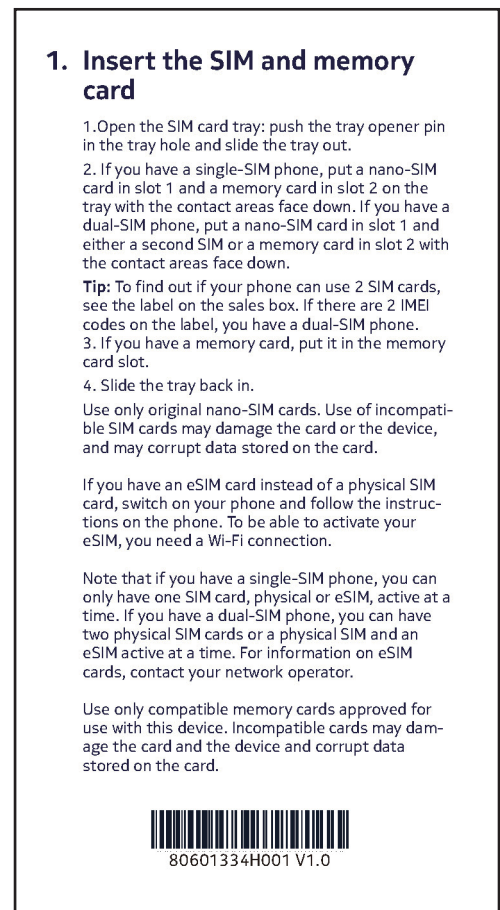 1. Insert the SIM and memory
card
1.Open the SIM card tray: push the tray opener pin
in the tray hole and slide the tray out.
2. If you have a single-SIM phone, put a nano-SIM
card in slot 1 and a memory card in slot 2 on the
tray with the contact areas face down. If you have a
dual-SIM phone, put a nano-SIM card in slot 1 and
either a second SIM or a memory card in slot 2 with
the contact areas face down.
Tip: To find out if your phone can use 2 SIM cards,
see the label on the sales box. If there are 2 IMEI
codes on the label, you have a dual-SIM phone.
3. If you have a memory card, put it in the memory
card slot.
4. Slide the tray back in.
Use only original nano-SIM cards. Use of incompati-
ble SIM cards may damage the card or the device,
and may corrupt data stored on the card.
If you have an eSIM card instead of a physical SIM
card, switch on your phone and follow the instruc-
tions on the phone. To be able to activate your
eSIM, you need a Wi-Fi connection.
Note that if you have a single-SIM phone, you can
only have one SIM card, physical or eSIM, active at a
time. If you have a dual-SIM phone, you can have
two physical SIM cards or a physical SIM and an
eSIM active at a time. For information on eSIM
cards, contact your network operator.
Use only compatible memory cards approved for
use with this device. Incompatible cards may dam-
age the card and the device and corrupt data
stored on the card.
80601334H001 V1.0